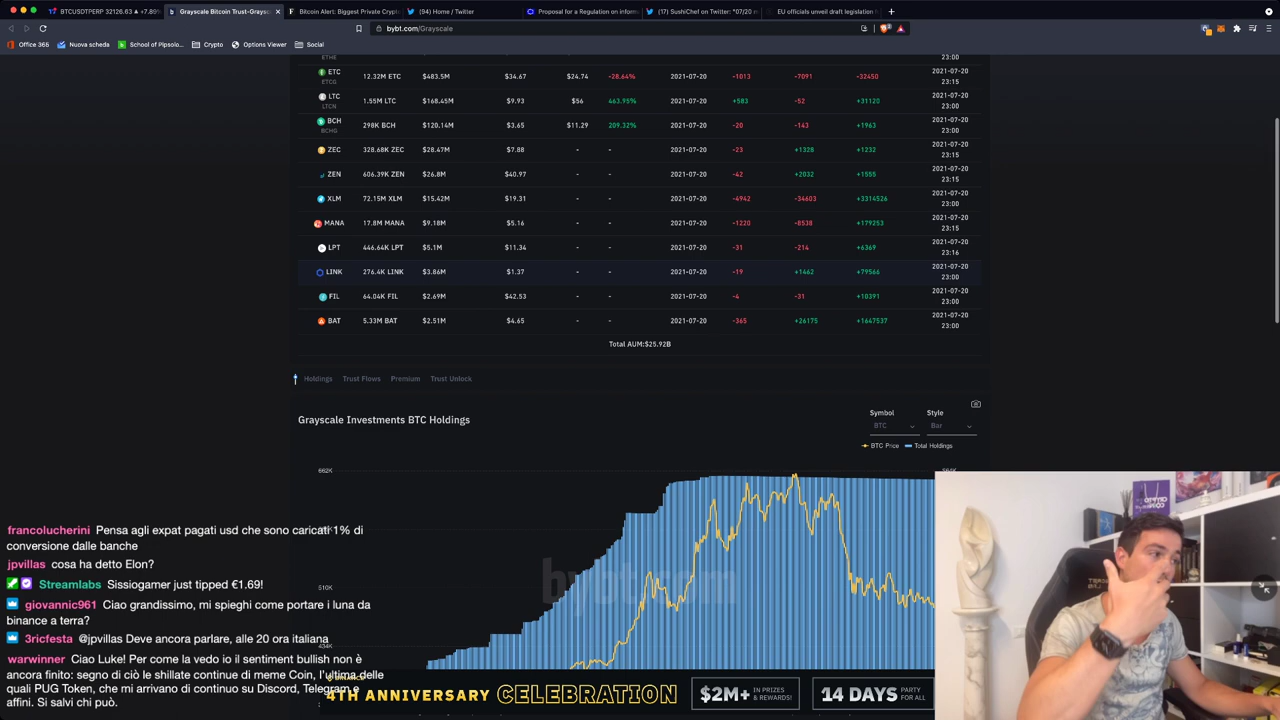 BTCUSDTPERP 32126.63 ▲ +7.89% Grayscale Bitcoin Trust-Graysc Bitcoin Alert: Biggest Private Crypt (94) Home / Twitter Proposal for a Regulation on inform (17) SushiChef on Twitter: "07/20 m EU officials unveil draft legislation
bybt.com/Grayscale
Office 365 Nuova scheda School of Pipsolo... Crypto Options Viewer Social
ETHE 23:00
ETC ETCG 12.32M ETC $483.5M $34.67 $24.74 -28.64% 2021-07-20 -1013 -7091 -32450 2021-07-20 23:15
LTC LTCN 1.55M LTC $168.45M $9.93 $56 463.95% 2021-07-20 +583 -52 +31120 2021-07-20 23:00
BCH BCHG 298K BCH $120.14M $3.65 $11.29 209.32% 2021-07-20 -20 -143 +1963 2021-07-20 23:00
ZEC 328.68K ZEC $28.47M $7.88 - - 2021-07-20 -23 +1328 +1232 2021-07-20 23:15
ZEN 606.39K ZEN $26.8M $40.97 - - 2021-07-20 -42 +2032 +1555 2021-07-20 23:15
XLM 72.15M XLM $15.42M $19.31 - - 2021-07-20 -4942 -34603 +3314526 2021-07-20 23:00
MANA 17.8M MANA $9.18M $5.16 - - 2021-07-20 -1220 -8538 +179253 2021-07-20 23:15
LPT 446.64K LPT $5.1M $11.34 - - 2021-07-20 -31 -214 +6369 2021-07-20 23:16
LINK 276.4K LINK $3.86M $1.37 - - 2021-07-20 -19 +1462 +79566 2021-07-20 23:00
FIL 64.04K FIL $2.69M $42.53 - - 2021-07-20 -4 -31 +10391 2021-07-20 23:00
BAT 5.33M BAT $2.51M $4.65 - - 2021-07-20 -365 +26175 +1647537 2021-07-20 23:00
Total AUM:$25.92B
Holdings Trust Flows Premium Trust Unlock
Grayscale Investments BTC Holdings
Symbol Style
BTC Bar
BTC Price Total Holdings
662K
510K
434K
bybt.com
francolucherini Pensa agli expat pagati usd che sono caricati 1% di
conversione dalle banche
jpvillas cosa ha detto Elon?
Streamlabs Sissiogamer just tipped €1.69!
giovannic961 Ciao grandissimo, mi spieghi come portare i luna da
binance a terra?
3ricfesta @jpvillas Deve ancora parlare, alle 20 ora italiana
warwinner Ciao Luke! Per come la vedo io il sentiment bullish non è
ancora finito: segno di ciò le shillate continue di meme Coin, l'ultima delle
quali PUG Token, che mi arrivano di continuo su Discord, Telegram e
affini. Si salvi chi può.
4TH ANNIVERSARY CELEBRATION $2M+ IN PRIZES & REWARDS! 14 DAYS PARTY FOR ALL